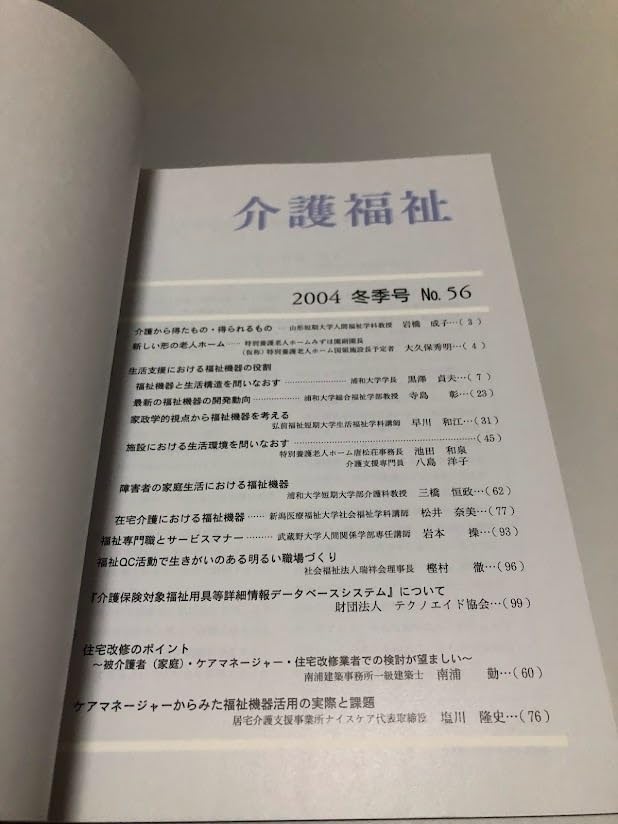 介護福祉
2004 冬季号 No.56
介護から得たもの・得られるもの … 山形短期大学人間福祉学科教授 岩橋 成子…( 3 )
新しい形の老人ホーム …… 特別養護老人ホームみずほ園副園長
(仮称)特別養護老人ホーム国領施設長予定者 大久保秀明…( 4 )
生活支援における福祉機器の役割
福祉機器と生活構造を問いなおす ……………… 浦和大学学長 黒澤 貞夫…( 7 )
最新の福祉機器の開発動向 …………… 浦和大学総合福祉学部教授 寺島 彰…(23)
家政学的視点から福祉機器を考える
弘前福祉短期大学生活福祉学科講師 早川 和江…(31)
施設における生活環境を問いなおす ……………………………………(45)
特別養護老人ホーム唐松荘事務長 池田 和泉
介護支援専門員 八島 洋子
障害者の家庭生活における福祉機器
浦和大学短期大学部介護科教授 三橋 恒政…(62)
在宅介護における福祉機器 …… 新潟医療福祉大学社会福祉学科講師 松井 奈美…(77)
福祉専門職とサービスマナー ……… 武蔵野大学人間関係学部専任講師 岩本 操…(93)
福祉QC活動で生きがいのある明るい職場づくり
社会福祉法人瑞祥会理事長 樫村 徹…(96)
『介護保険対象福祉用具等詳細情報データベースシステム』について
財団法人 テクノエイド協会…(99)
住宅改修のポイント
～被介護者(家庭)・ケアマネージャー・住宅改修業者での検討が望ましい～
南浦建築事務所一級建築士 南浦 勤…(60)
ケアマネージャーからみた福祉機器活用の実際と課題
居宅介護支援事業所ナイスケア代表取締役 塩川 隆史…(76)